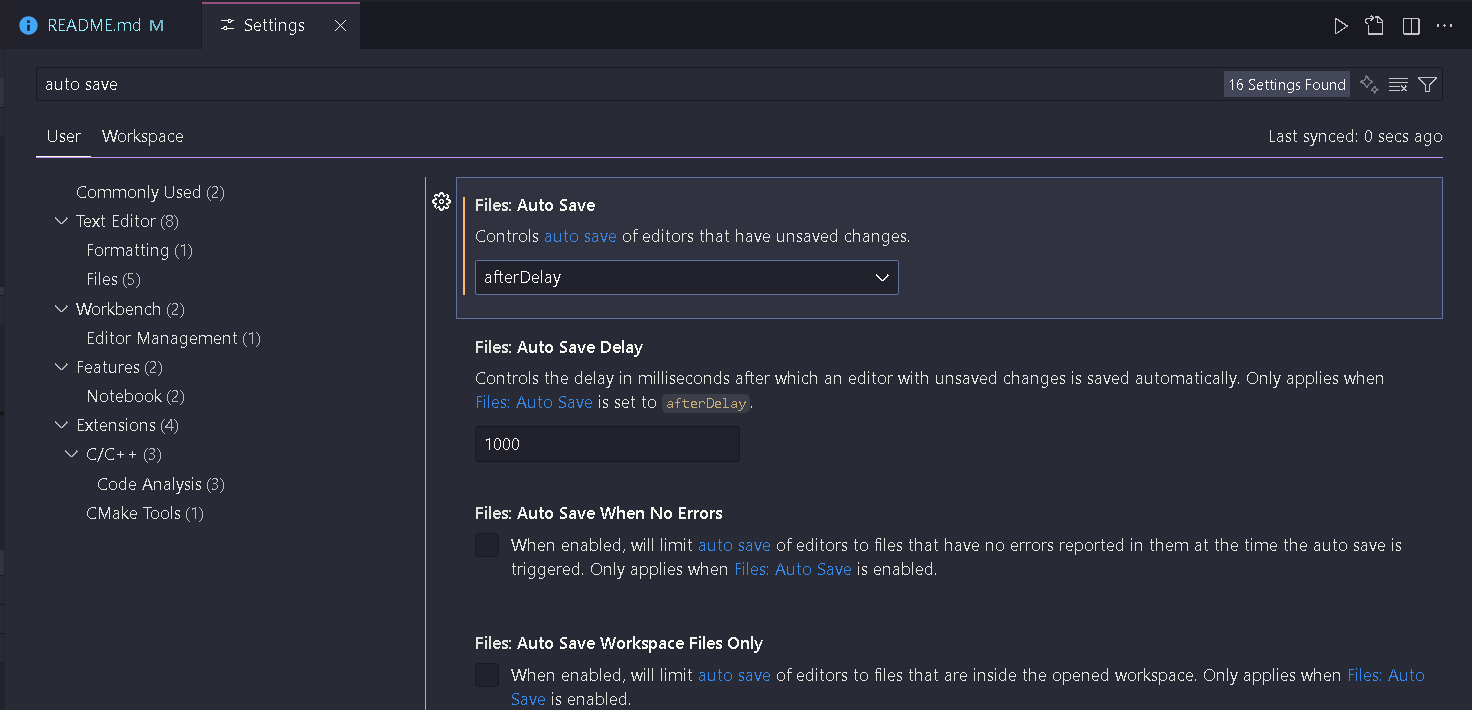 README.md M
Settings
auto save
16 Settings Found
User Workspace
Last synced: 0 secs ago
Commonly Used (2)
Text Editor (8)
Formatting (1)
Files (5)
Workbench (2)
Editor Management (1)
Features (2)
Notebook (2)
Extensions (4)
C/C++ (3)
Code Analysis (3)
CMake Tools (1)
Files: Auto Save
Controls auto save of editors that have unsaved changes.
afterDelay
Files: Auto Save Delay
Controls the delay in milliseconds after which an editor with unsaved changes is saved automatically. Only applies when
Files: Auto Save is set to afterDelay.
1000
Files: Auto Save When No Errors
When enabled, will limit auto save of editors to files that have no errors reported in them at the time the auto save is
triggered. Only applies when Files: Auto Save is enabled.
Files: Auto Save Workspace Files Only
When enabled, will limit auto save of editors to files that are inside the opened workspace. Only applies when Files: Auto
Save is enabled.